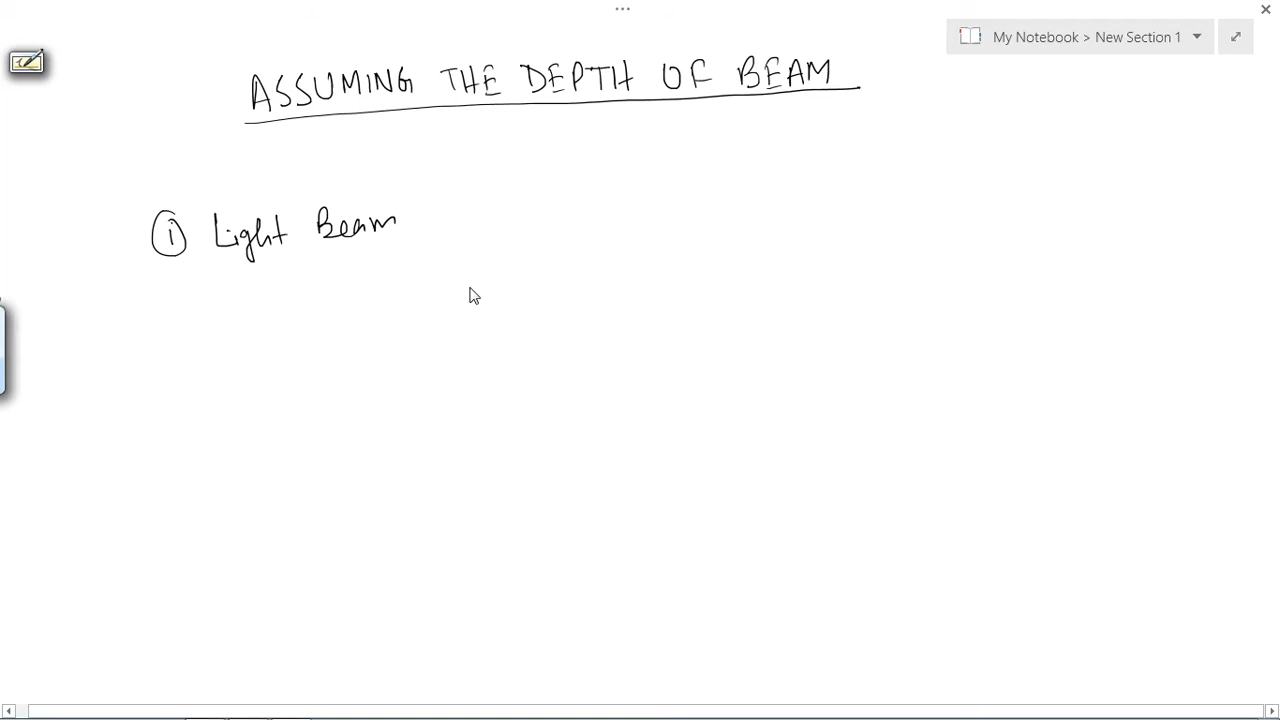 My Notebook > New Section 1
ASSUMING THE DEPTH OF BEAM
① Light Beam